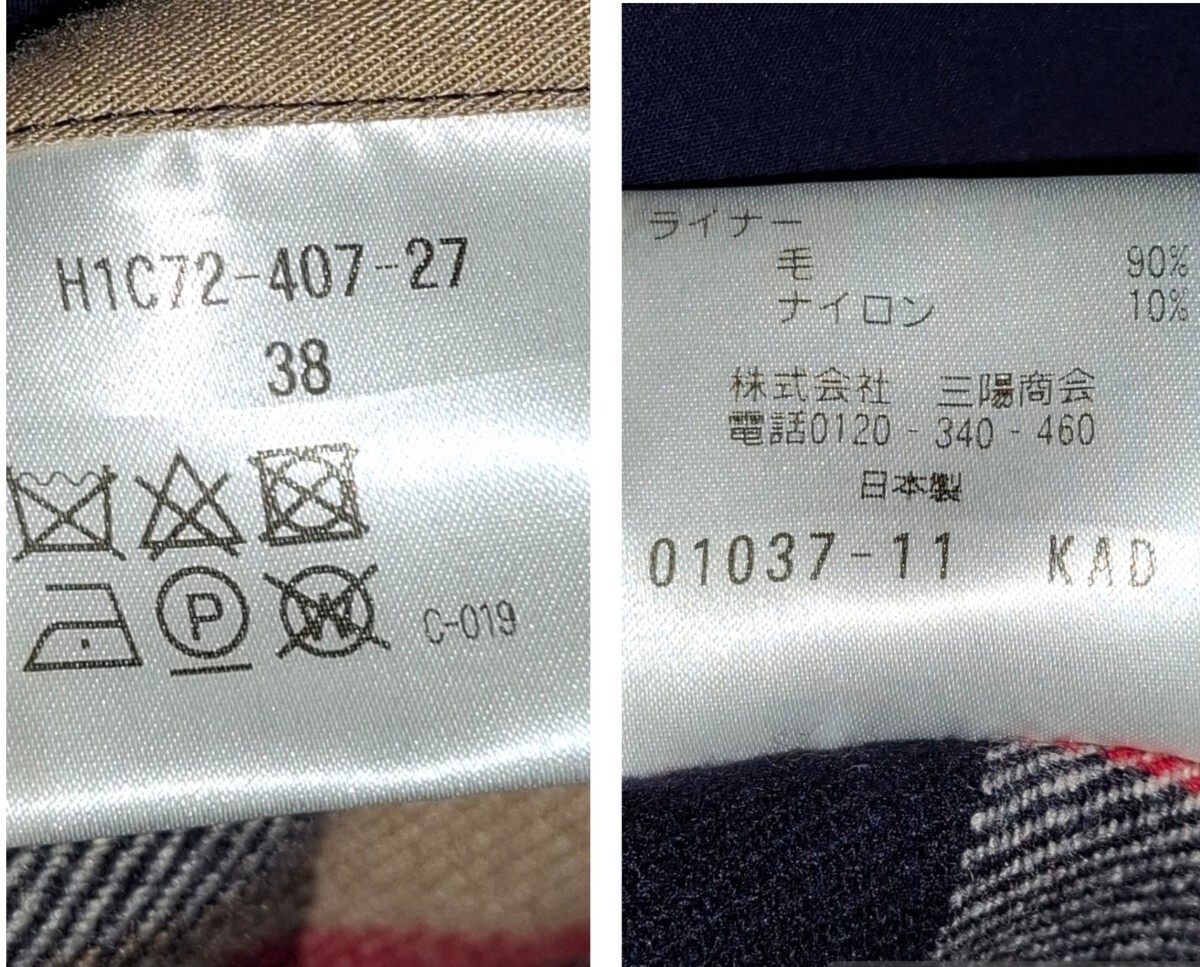 H1C72-407-27
38
P
W
C-019
ライナー
毛 90%
ナイロン 10%
株式会社 三陽商会
電話0120-340-460
日本製
01037-11 KAD